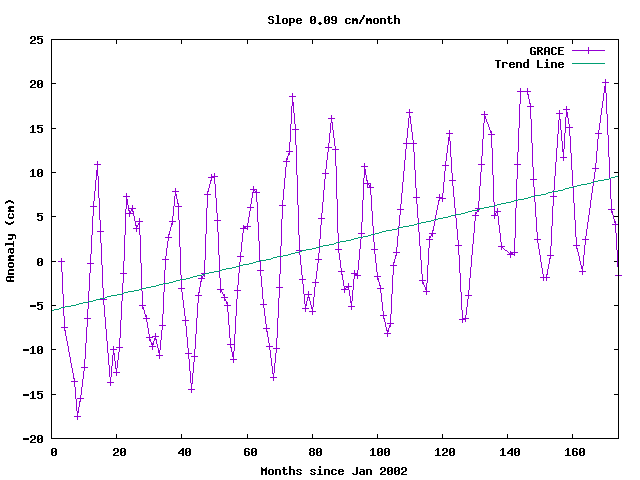 Slope 0.09 cm/month
25
GRACE
Trend Line
20
15
10
5
0
-5
-10
-15
-20
Anomaly (cm)
0 20 40 60 80 100 120 140 160
Months since Jan 2002